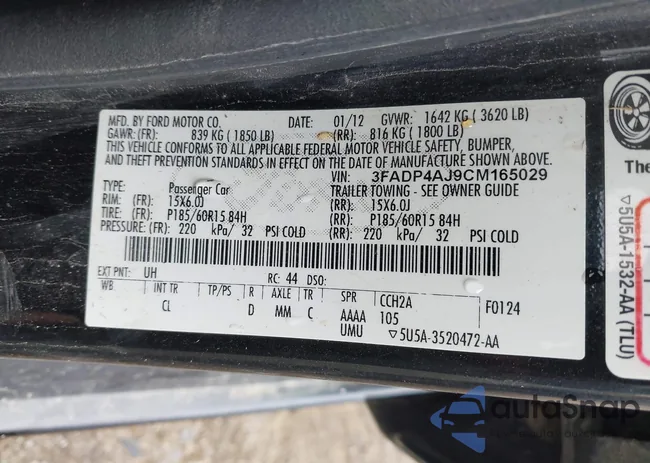 MFD. BY FORD MOTOR CO. DATE: 01/12 GVWR: 1642 KG ( 3620 LB)
GAWR: (FR): 839 KG ( 1850 LB) (RR): 816 KG ( 1800 LB)
THIS VEHICLE CONFORMS TO ALL APPLICABLE FEDERAL MOTOR VEHICLE SAFETY, BUMPER,
AND THEFT PREVENTION STANDARDS IN EFFECT ON THE DATE OF MANUFACTURE SHOWN ABOVE.
VIN: 3FADP4AJ9CM165029
TYPE: Passenger Car TRAILER TOWING - SEE OWNER GUIDE
RIM: (FR): 15X6.0J (RR): 15X6.0J
TIRE: (FR): P185/60R15 84H (RR): P185/60R15 84H
PRESSURE: (FR): 220 kPa/ 32 PSI COLD (RR): 220 kPa/ 32 PSI COLD
EXT PNT: UH RC: 44 DSO:
WB INT TR TP/PS R AXLE TR SPR CCH2A F0124
CL D MM C AAAA 105
UMU ▽5U5A-3520472-AA
▽5U5A-1532-AA (TLU)
autoSnap